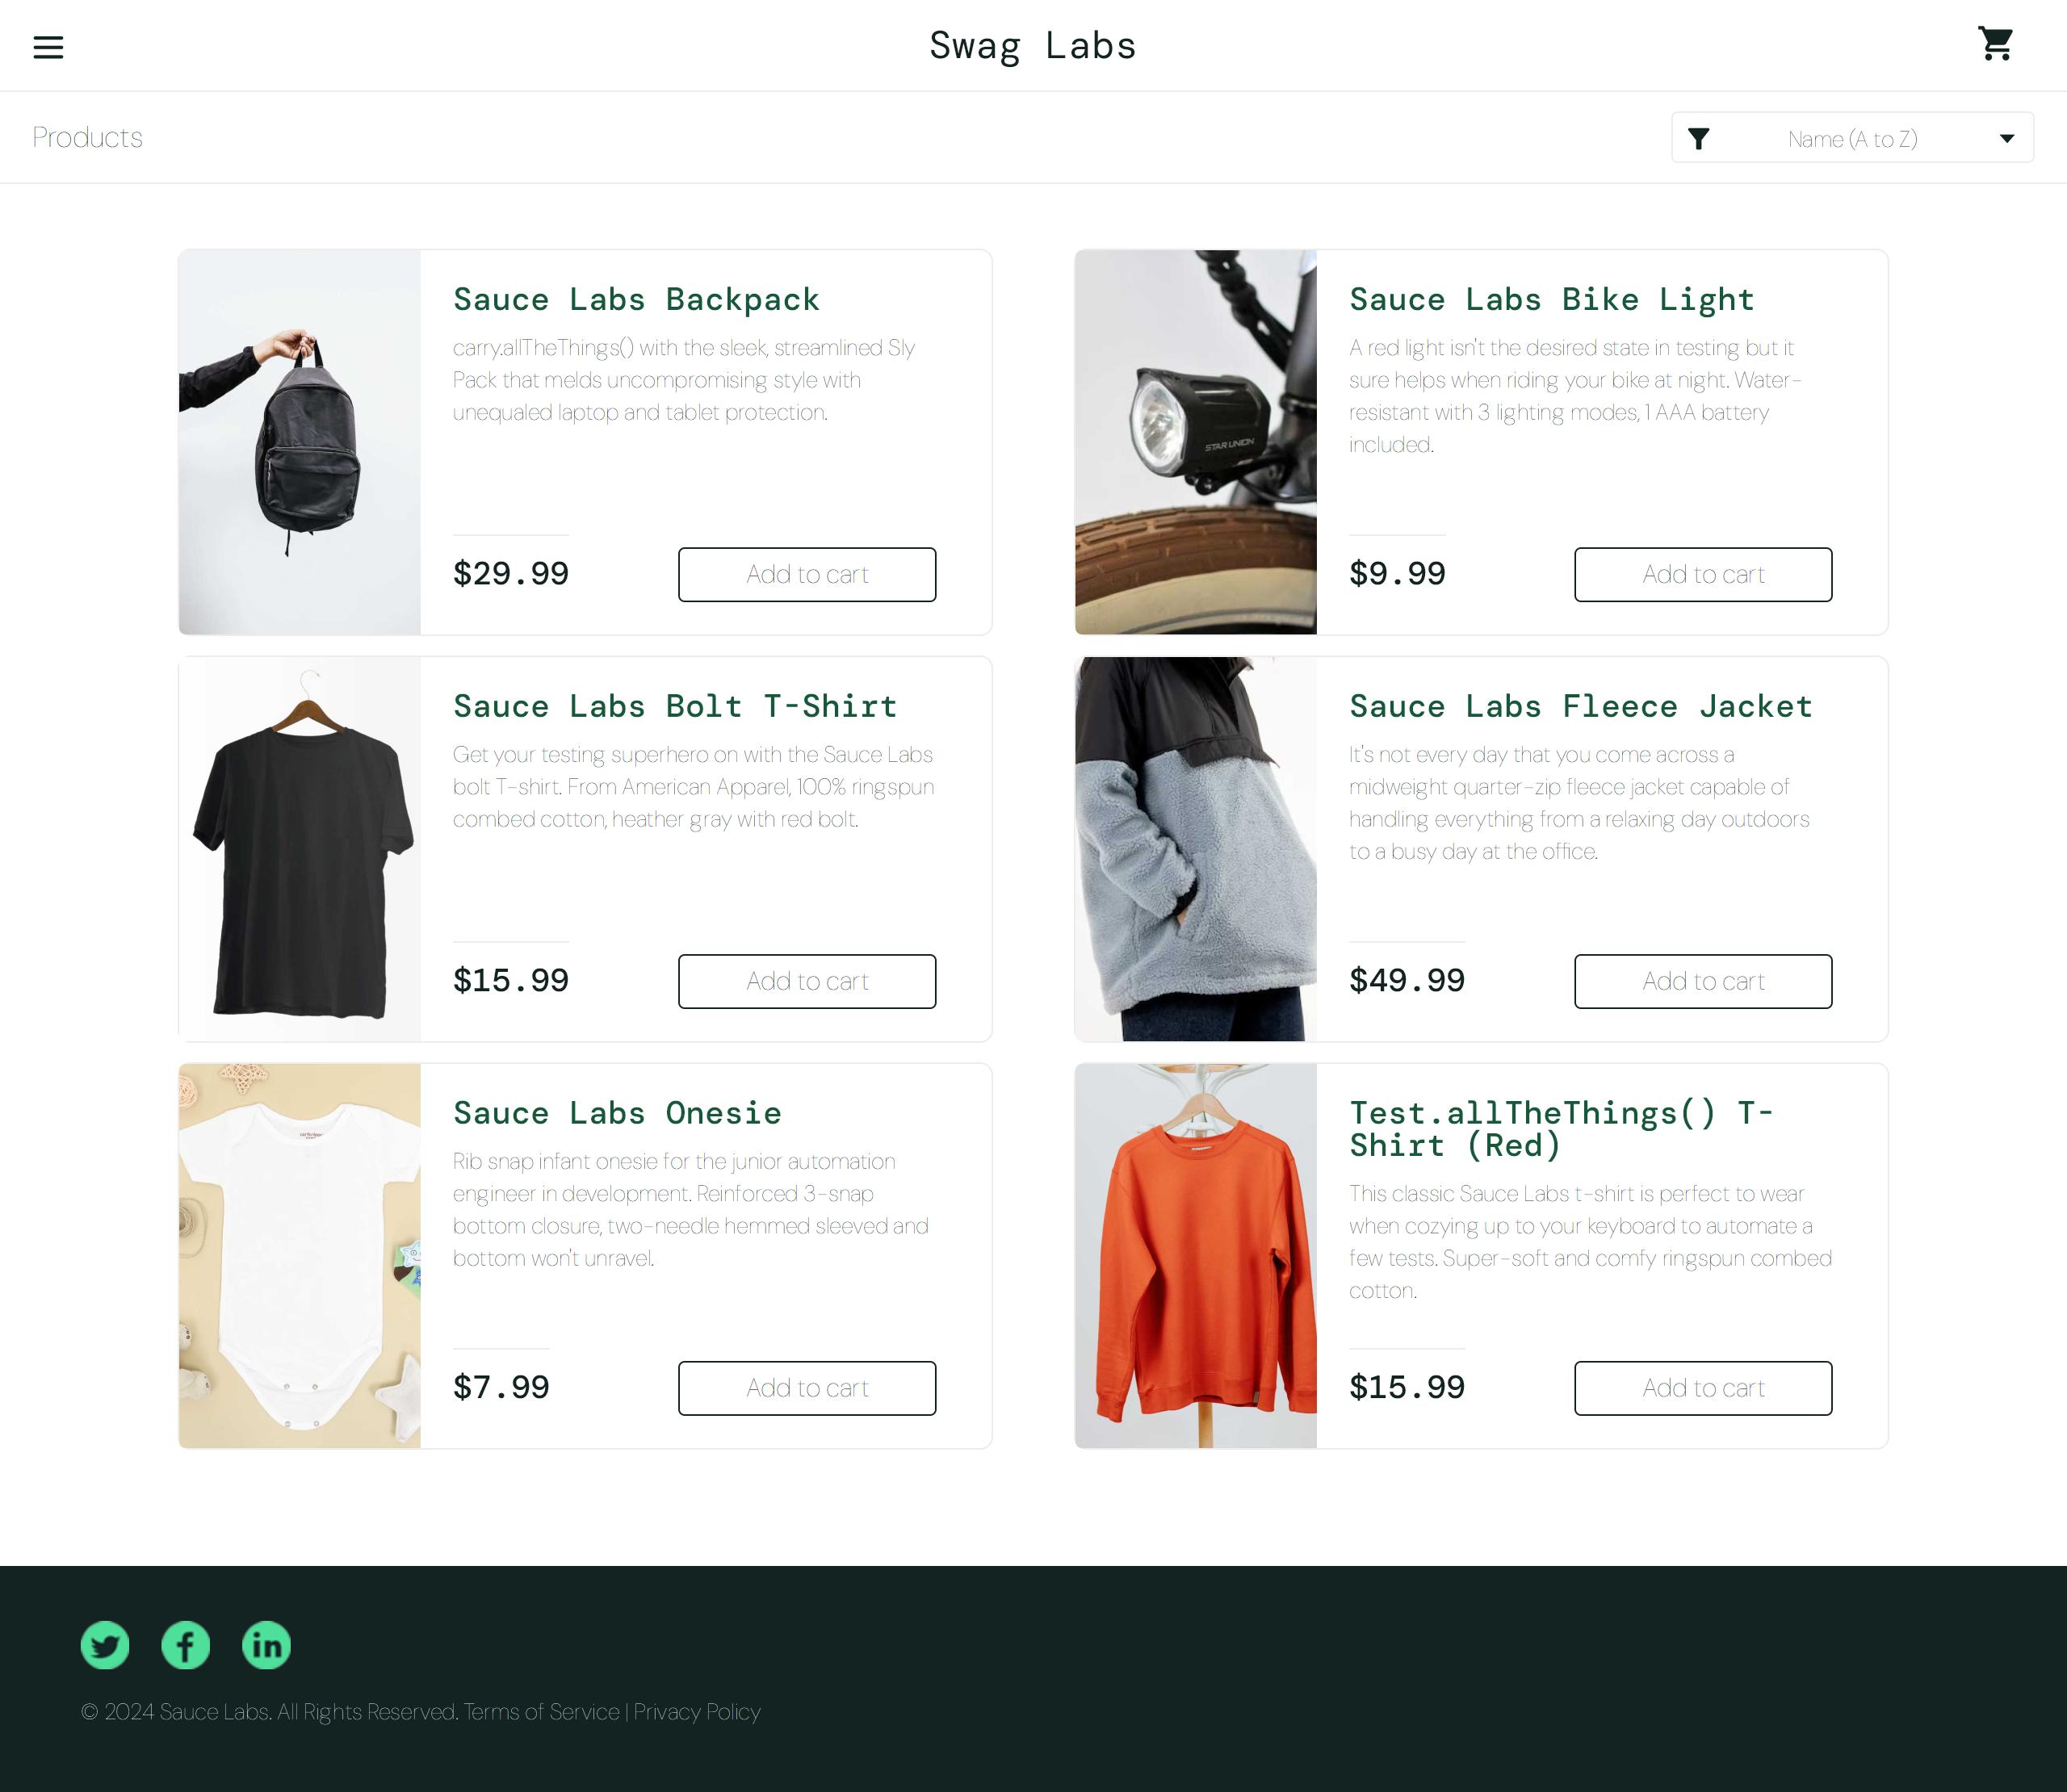 Swag Labs
Products
Name (A to Z)
Sauce Labs Backpack
carry.allTheThings() with the sleek, streamlined Sly
Pack that melds uncompromising style with
unequaled laptop and tablet protection.
$29.99
Add to cart
Sauce Labs Bike Light
A red light isn't the desired state in testing but it
sure helps when riding your bike at night. Water-
resistant with 3 lighting modes, 1 AAA battery
included.
STAR UNION
$9.99
Add to cart
Sauce Labs Bolt T-Shirt
Get your testing superhero on with the Sauce Labs
bolt T-shirt. From American Apparel, 100% ringspun
combed cotton, heather gray with red bolt.
$15.99
Add to cart
Sauce Labs Fleece Jacket
It's not every day that you come across a
midweight quarter-zip fleece jacket capable of
handling everything from a relaxing day outdoors
to a busy day at the office.
$49.99
Add to cart
Sauce Labs Onesie
Rib snap infant onesie for the junior automation
engineer in development. Reinforced 3-snap
bottom closure, two-needle hemmed sleeved and
bottom won't unravel.
$7.99
Add to cart
Test.allTheThings() T-
Shirt (Red)
This classic Sauce Labs t-shirt is perfect to wear
when cozying up to your keyboard to automate a
few tests. Super-soft and comfy ringspun combed
cotton.
$15.99
Add to cart
© 2024 Sauce Labs. All Rights Reserved. Terms of Service | Privacy Policy